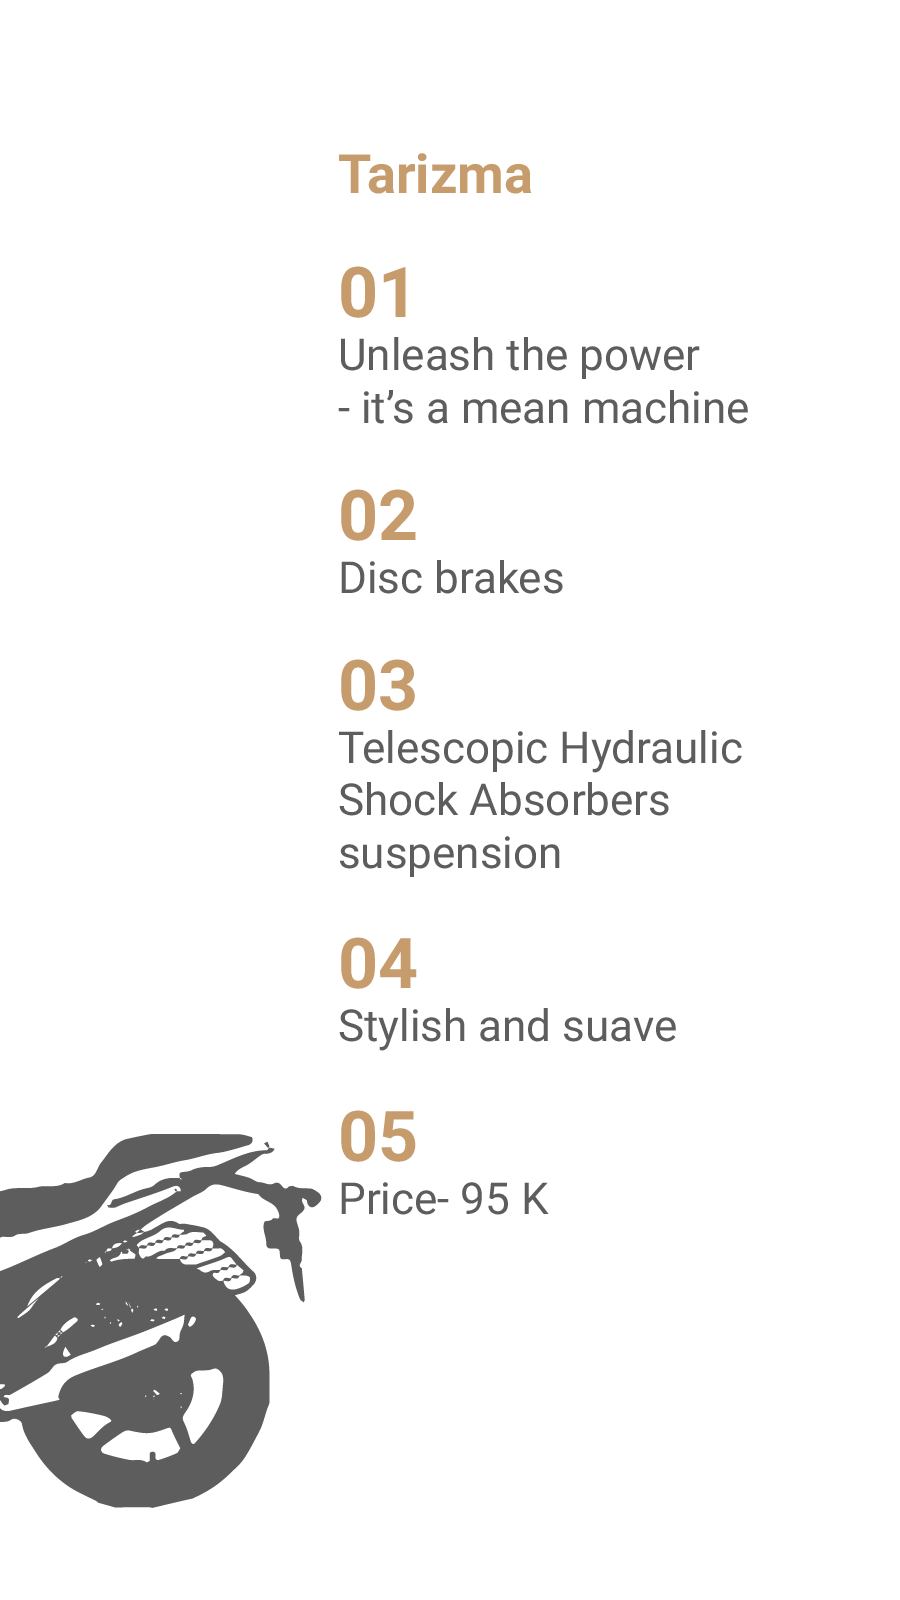 Tarizma
01
Unleash the power
- it’s a mean machine
02
Disc brakes
03
Telescopic Hydraulic
Shock Absorbers
suspension
04
Stylish and suave
05
Price- 95 K